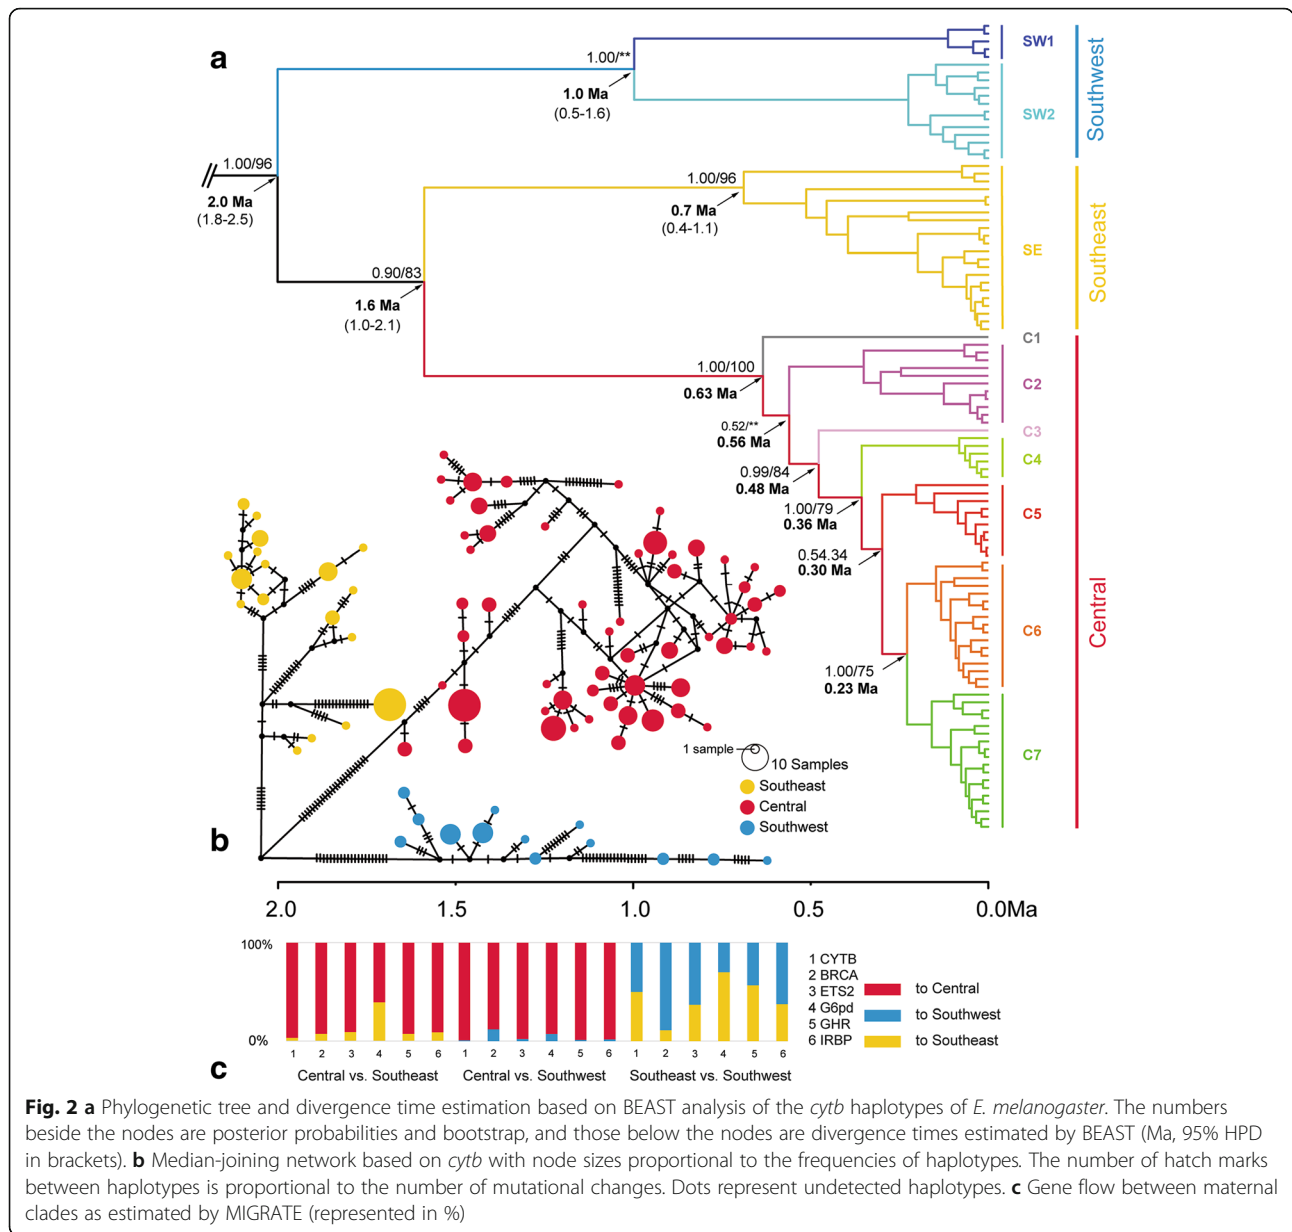 a
1.00/**
1.0 Ma
(0.5-1.6)
1.00/96
2.0 Ma
(1.8-2.5)
1.00/96
0.7 Ma
(0.4-1.1)
0.90/83
1.6 Ma
(1.0-2.1)
1.00/100
0.63 Ma
0.52/**
0.56 Ma
0.99/84
0.48 Ma
1.00/79
0.36 Ma
0.54.34
0.30 Ma
1.00/75
0.23 Ma
SW1
SW2
SE
C1
C2
C3
C4
C5
C6
C7
Southwest
Southeast
Central
b
1 sample
10 Samples
Southeast
Central
Southwest
2.0 1.5 1.0 0.5 0.0Ma
100%
0%
1 2 3 4 5 6 1 2 3 4 5 6 1 2 3 4 5 6
Central vs. Southeast Central vs. Southwest Southeast vs. Southwest
1 CYTB
2 BRCA
3 ETS2
4 G6pd
5 GHR
6 IRBP
to Central
to Southwest
to Southeast
c
Fig. 2 a Phylogenetic tree and divergence time estimation based on BEAST analysis of the cytb haplotypes of E. melanogaster. The numbers
beside the nodes are posterior probabilities and bootstrap, and those below the nodes are divergence times estimated by BEAST (Ma, 95% HPD
in brackets). b Median-joining network based on cytb with node sizes proportional to the frequencies of haplotypes. The number of hatch marks
between haplotypes is proportional to the number of mutational changes. Dots represent undetected haplotypes. c Gene flow between maternal
clades as estimated by MIGRATE (represented in %)